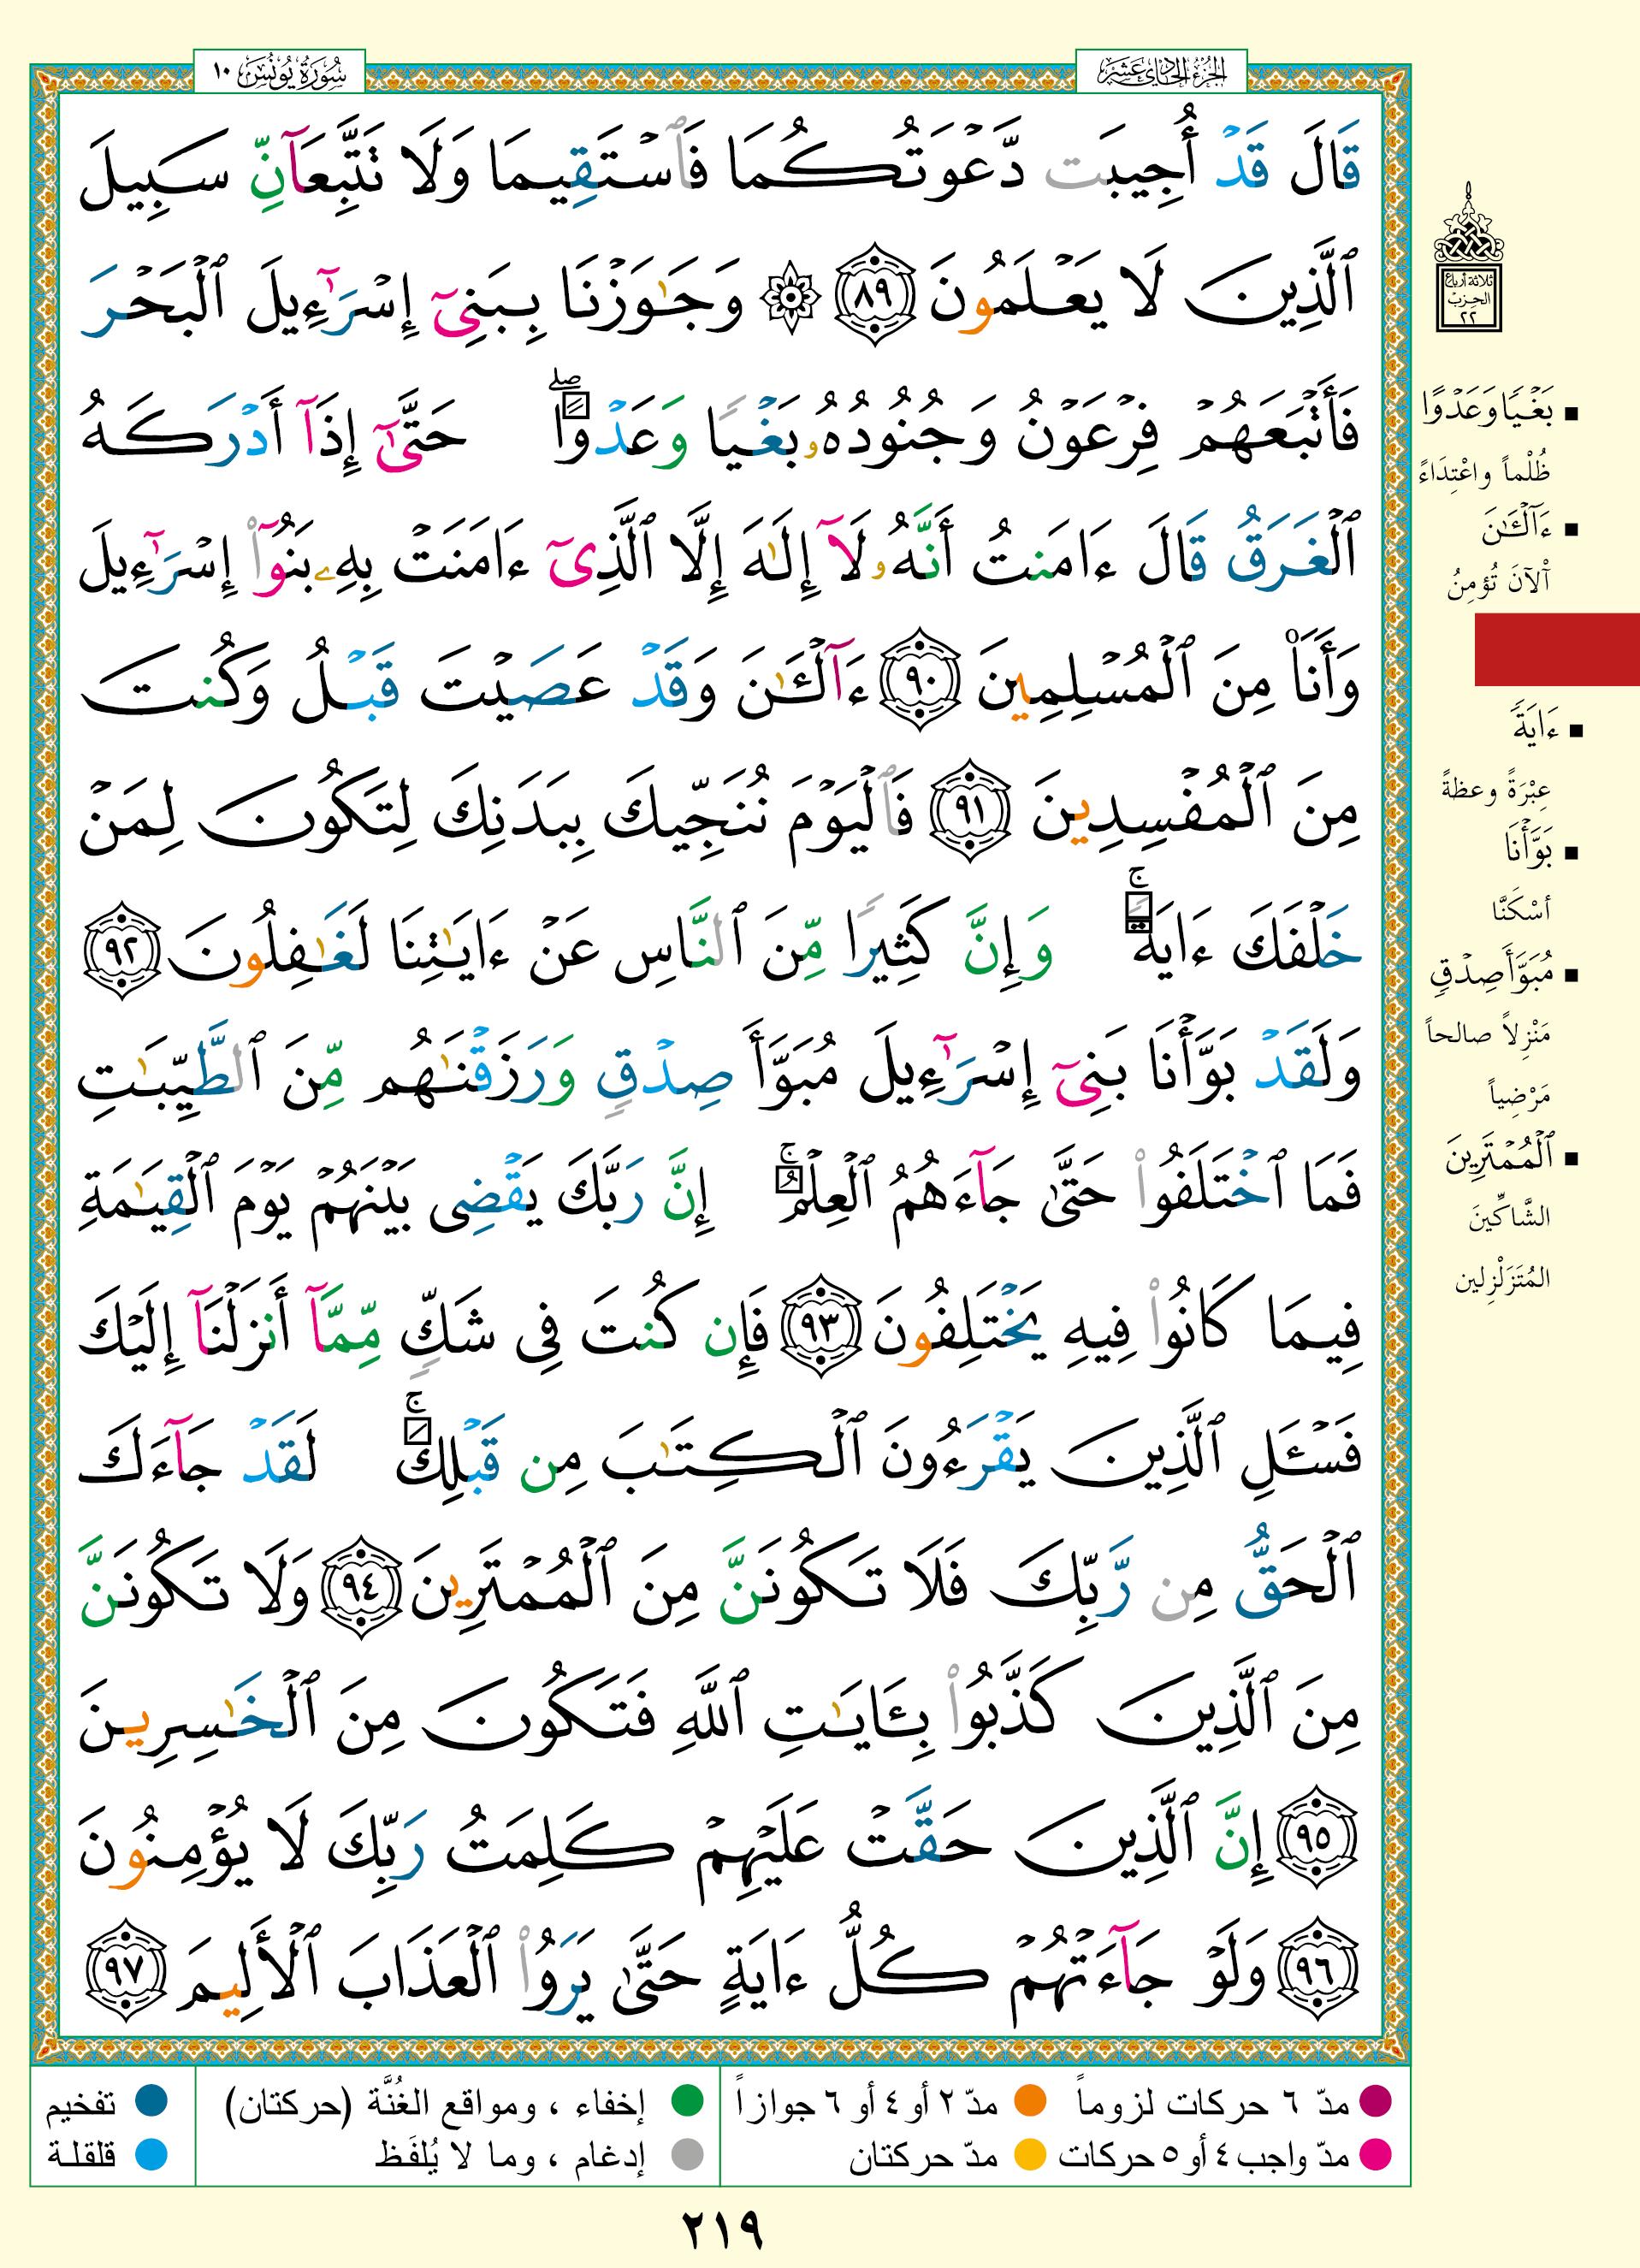 الجزء الحادي عشر
سورة يونس ١٠
قَالَ قَدْ أُجِيبَت دَّعْوَتُكُمَا فَٱسْتَقِيمَا وَلَا تَتَّبِعَآنِّ سَبِيلَ
ٱلَّذِينَ لَا يَعْلَمُونَ ٨٩ ۞ وَجَٰوَزْنَا بِبَنِىٓ إِسْرَٰٓءِيلَ ٱلْبَحْرَ
فَأَتْبَعَهُمْ فِرْعَوْنُ وَجُنُودُهُۥ بَغْيًا وَعَدْوًا ۖ حَتَّىٰٓ إِذَآ أَدْرَكَهُ
ٱلْغَرَقُ قَالَ ءَامَنتُ أَنَّهُۥ لَآ إِلَٰهَ إِلَّا ٱلَّذِىٓ ءَامَنَتْ بِهِۦ بَنُوٓا۟ إِسْرَٰٓءِيلَ
وَأَنَا۠ مِنَ ٱلْمُسْلِمِينَ ٩٠ ءَآلْـَٰٔنَ وَقَدْ عَصَيْتَ قَبْلُ وَكُنتَ
مِنَ ٱلْمُفْسِدِينَ ٩١ فَٱلْيَوْمَ نُنَجِّيكَ بِبَدَنِكَ لِتَكُونَ لِمَنْ
خَلْفَكَ ءَايَةً ۚ وَإِنَّ كَثِيرًا مِّنَ ٱلنَّاسِ عَنْ ءَايَٰتِنَا لَغَٰفِلُونَ ٩٢
وَلَقَدْ بَوَّأْنَا بَنِىٓ إِسْرَٰٓءِيلَ مُبَوَّأَ صِدْقٍ وَرَزَقْنَٰهُم مِّنَ ٱلطَّيِّبَٰتِ
فَمَا ٱخْتَلَفُوا۟ حَتَّىٰ جَآءَهُمُ ٱلْعِلْمُ ۚ إِنَّ رَبَّكَ يَقْضِى بَيْنَهُمْ يَوْمَ ٱلْقِيَٰمَةِ
فِيمَا كَانُوا۟ فِيهِ يَخْتَلِفُونَ ٩٣ فَإِن كُنتَ فِى شَكٍّ مِّمَّآ أَنزَلْنَآ إِلَيْكَ
فَسْـَٔلِ ٱلَّذِينَ يَقْرَءُونَ ٱلْكِتَٰبَ مِن قَبْلِكَ ۚ لَقَدْ جَآءَكَ
ٱلْحَقُّ مِن رَّبِّكَ فَلَا تَكُونَنَّ مِنَ ٱلْمُمْتَرِينَ ٩٤ وَلَا تَكُونَنَّ
مِنَ ٱلَّذِينَ كَذَّبُوا۟ بِـَٔايَٰتِ ٱللَّهِ فَتَكُونَ مِنَ ٱلْخَٰسِرِينَ
٩٥ إِنَّ ٱلَّذِينَ حَقَّتْ عَلَيْهِمْ كَلِمَتُ رَبِّكَ لَا يُؤْمِنُونَ
٩٦ وَلَوْ جَآءَتْهُمْ كُلُّ ءَايَةٍ حَتَّىٰ يَرَوُا۟ ٱلْعَذَابَ ٱلْأَلِيمَ ٩٧
ثلاثة أرباع
الحزب
٢٢
▪ بَغْيًا وَعَدْوًا
ظُلْماً واعْتِدَاءً
▪ ءَآلْـَٰٔنَ
آلآنَ تُؤمِنُ
▪ ءَايَةً
عِبْرَةً وعظةً
▪ بَوَّأْنَا
أسْكَنَّا
▪ مُبَوَّأَ صِدْقٍ
مَنْزِلاً صالحاً
مَرْضِياً
▪ ٱلْمُمْتَرِينَ
الشَّاكِّينَ
المُتَزَلْزِلين
● مدّ ٦ حركات لزوماً ● مدّ ٢ أو ٤ أو ٦ جوازاً ● إخفاء ، ومواقع الغُنَّة (حركتان) ● تفخيم
● مدّ واجب ٤ أو ٥ حركات ● مدّ حركتان ● إدغام ، وما لا يُلفَظ ● قلقلة
٢١٩